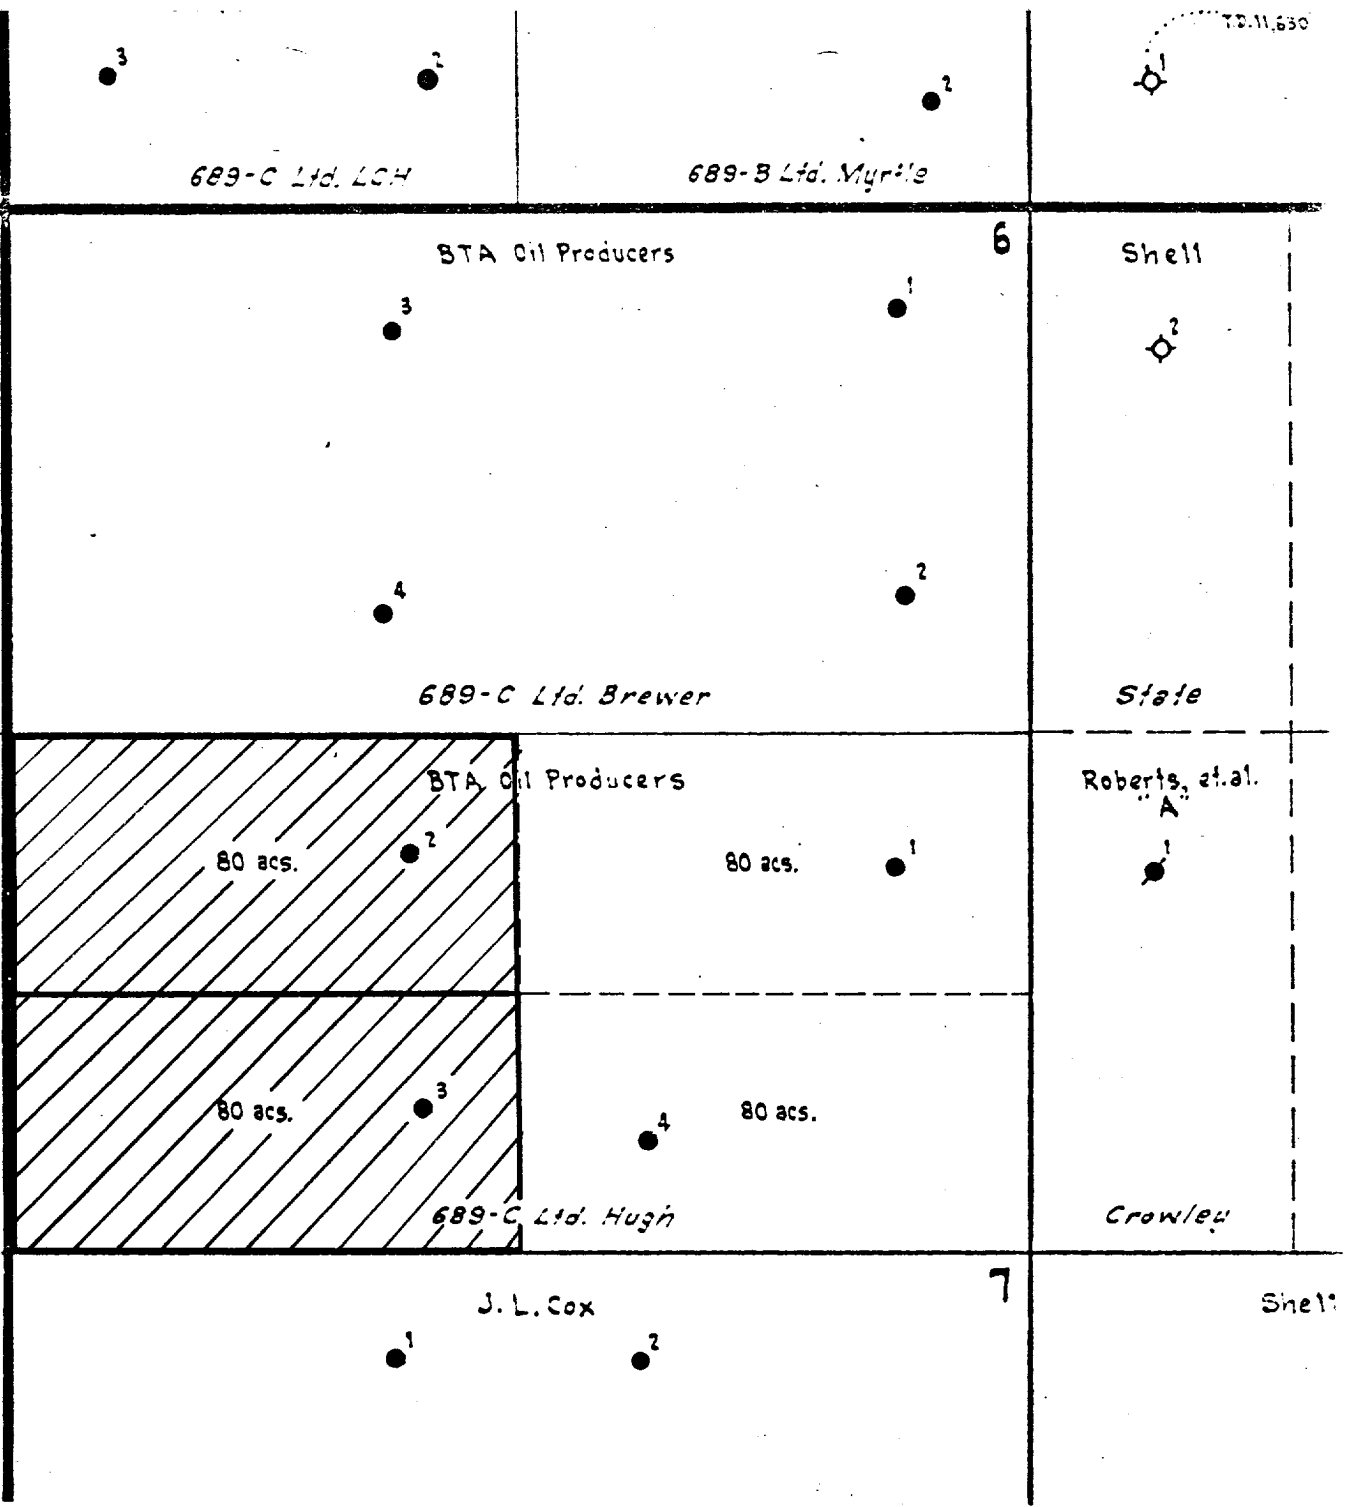 T.D. 11,630
3
2
2
1
689-C Ltd. LCH
689-B Ltd. Myrtle
6
BTA Oil Producers
Shell
3
1
2
4
2
689-C Ltd. Brewer
State
BTA Oil Producers
Roberts, et.al.
"A"
80 acs.
2
80 acs.
1
1
80 acs.
3
4
80 acs.
689-C Ltd. Hugh
Crowley
7
J. L. Cox
Shell
1
2